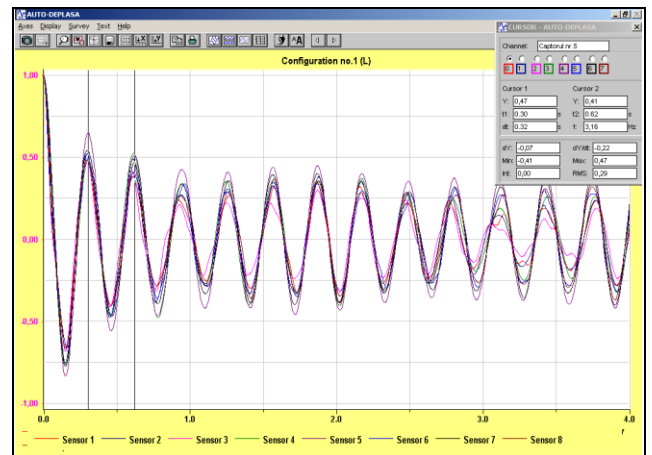 AUTO-DEPLASA
Axes Display Survey Text Help
CURSOR - AUTO-DEPLASA
Channel: Captorul nr.5
Cursor 1 Cursor 2
Y: 0,47 Y: 0,41
t1: 0.30 s t2: 0.62 s
dt: 0.32 s f: 3,16 Hz
dY: -0,07 dY/dt: -0,22
Min: -0,41 Max: 0,47
Int: 0,00 RMS: 0,29
Configuration no.1 (L)
1,00
0,50
0,00
-0,50
-1,00
0.0 1.0 2.0 3.0 4.0
Sensor 1 Sensor 2 Sensor 3 Sensor 4 Sensor 5 Sensor 6 Sensor 7 Sensor 8